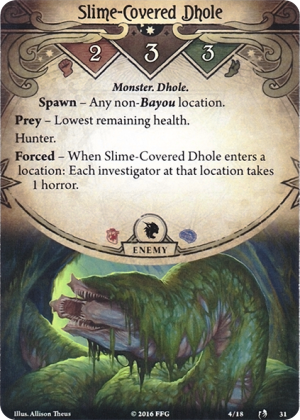 Slime-Covered Dhole
2 3 3
Monster. Dhole.
Spawn – Any non-Bayou location.
Prey – Lowest remaining health.
Hunter.
Forced – When Slime-Covered Dhole enters a
location: Each investigator at that location takes
1 horror.
ENEMY
Illus. Allison Theus © 2016 FFG 4/18 31